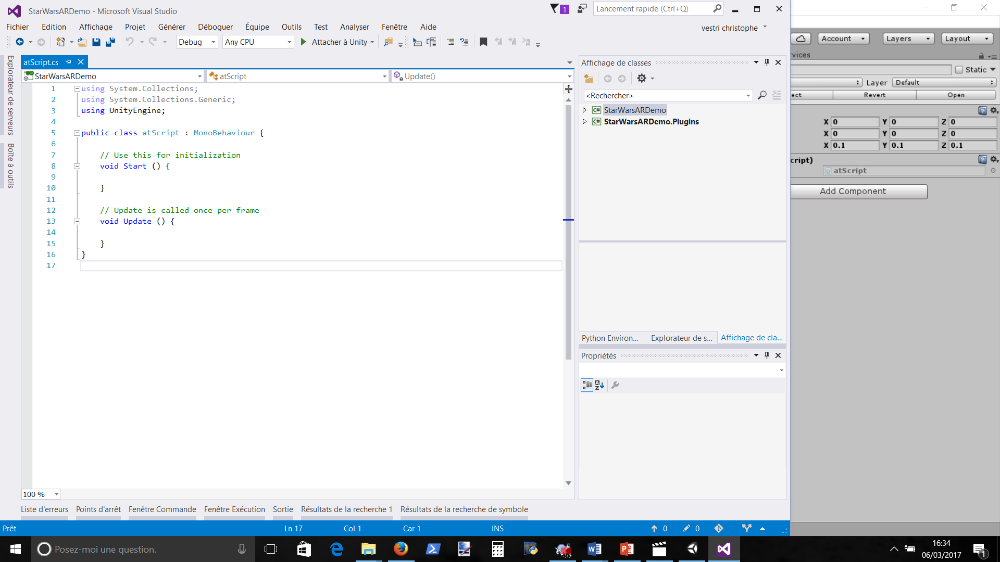 StarWarsARDemo - Microsoft Visual Studio
1
Lancement rapide (Ctrl+Q)
Fichier Edition Affichage Projet Générer Déboguer Équipe Outils Test Analyser Fenêtre Aide
vestri christophe
Debug Any CPU Attacher à Unity
Explorateur de serveurs
Boîte à outils
atScript.cs
StarWarsARDemo atScript Update()
1 using System.Collections;
2 using System.Collections.Generic;
3 using UnityEngine;
4
5 public class atScript : MonoBehaviour {
6
7 // Use this for initialization
8 void Start () {
9
10 }
11
12 // Update is called once per frame
13 void Update () {
14
15 }
16 }
17
100 %
Affichage de classes
<Rechercher>
C# StarWarsARDemo
C# StarWarsARDemo.Plugins
Python Environ... Explorateur de s... Affichage de cla...
Propriétés
Liste d'erreurs Points d'arrêt Fenêtre Commande Fenêtre Exécution Sortie Résultats de la recherche 1 Résultats de la recherche de symbole
Prêt Ln 17 Col 1 Car 1 INS 0 0
Account Layers Layout
vices
Static
Layer Default
ect Revert Open
X 0 Y 0 Z 0
X 0 Y 0 Z 0
X 0.1 Y 0.1 Z 0.1
cript)
atScript
Add Component
Posez-moi une question.
16:34
06/03/2017
1